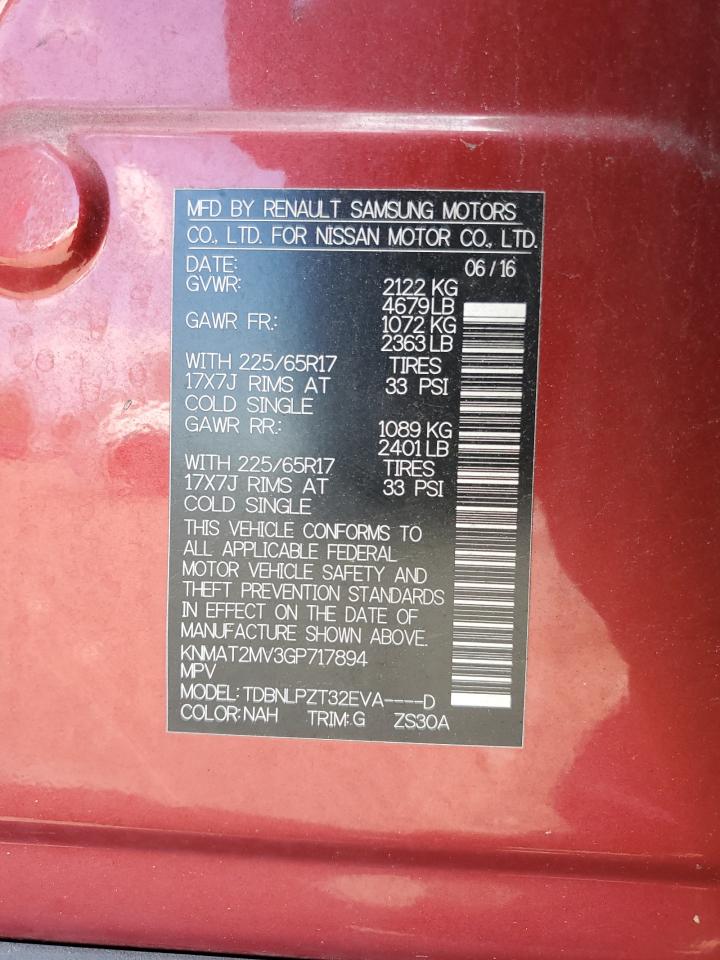 MFD BY RENAULT SAMSUNG MOTORS
CO., LTD. FOR NISSAN MOTOR CO., LTD.
DATE: 06/16
GVWR: 2122 KG
4679LB
GAWR FR: 1072 KG
2363LB
WITH 225/65R17 TIRES
17X7J RIMS AT 33 PSI
COLD SINGLE
GAWR RR: 1089 KG
2401LB
WITH 225/65R17 TIRES
17X7J RIMS AT 33 PSI
COLD SINGLE
THIS VEHICLE CONFORMS TO
ALL APPLICABLE FEDERAL
MOTOR VEHICLE SAFETY AND
THEFT PREVENTION STANDARDS
IN EFFECT ON THE DATE OF
MANUFACTURE SHOWN ABOVE.
KNMAT2MV3GP717894
MPV
MODEL: TDBNLPZT32EVA----D
COLOR: NAH TRIM: G ZS30A